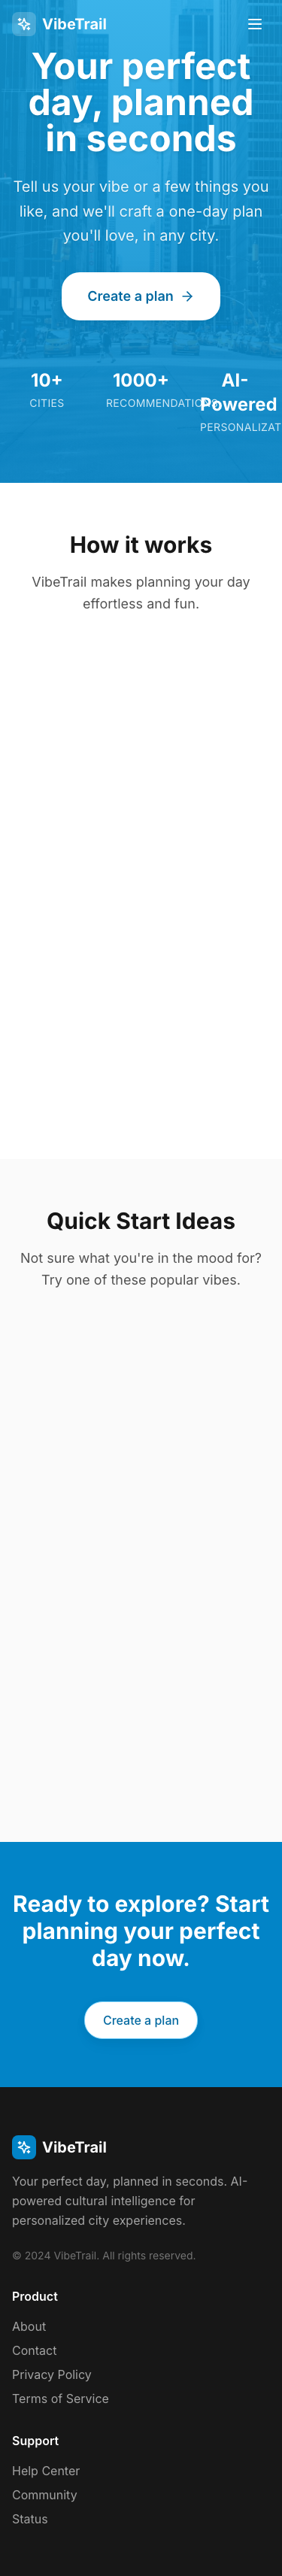 VibeTrail
Your perfect
day, planned
in seconds
Tell us your vibe or a few things you
like, and we'll craft a one-day plan
you'll love, in any city.
Create a plan
10+
CITIES
1000+
RECOMMENDATIONS
AI-
Powered
PERSONALIZAT
How it works
VibeTrail makes planning your day
effortless and fun.
Quick Start Ideas
Not sure what you're in the mood for?
Try one of these popular vibes.
Ready to explore? Start
planning your perfect
day now.
Create a plan
VibeTrail
Your perfect day, planned in seconds. AI-
powered cultural intelligence for
personalized city experiences.
© 2024 VibeTrail. All rights reserved.
Product
About
Contact
Privacy Policy
Terms of Service
Support
Help Center
Community
Status